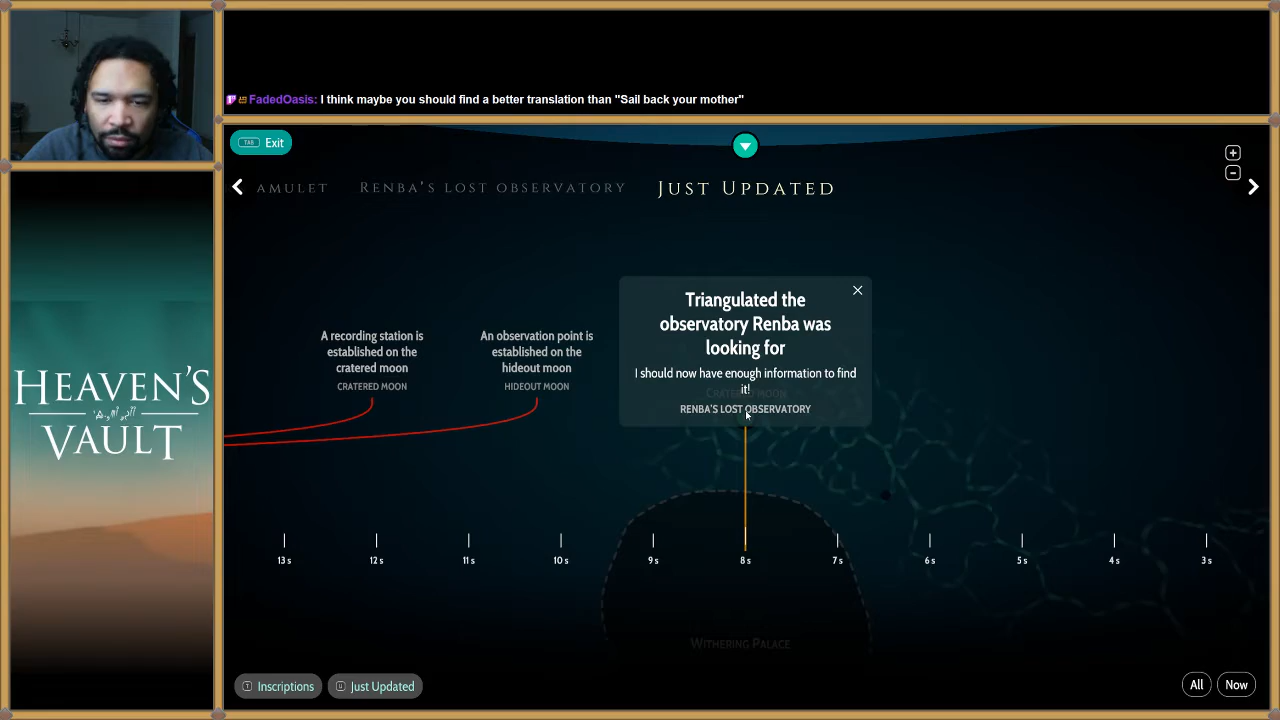 FadedOasis: I think maybe you should find a better translation than "Sail back your mother"
TAB Exit
AMULET
RENBA'S LOST OBSERVATORY
JUST UPDATED
+
-
Triangulated the
observatory Renba was
looking for
I should now have enough information to find
it!
CRATERED MOON
RENBA'S LOST OBSERVATORY
A recording station is
established on the
cratered moon
CRATERED MOON
An observation point is
established on the
hideout moon
HIDEOUT MOON
13 s
12 s
11 s
10 s
9 s
8 s
7 s
6 s
5 s
4 s
3 s
WITHERING PALACE
T Inscriptions
U Just Updated
All
Now
HEAVEN'S
VAULT